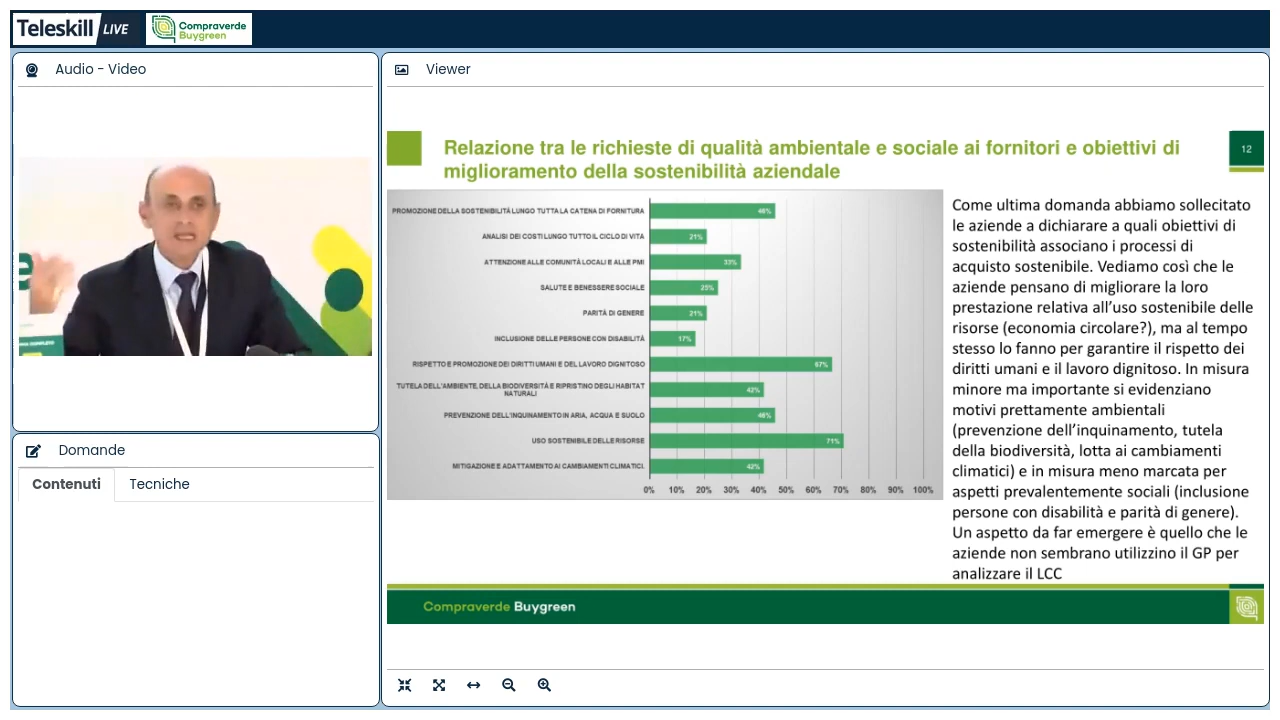 Teleskill LIVE
Compraverde
Buygreen
Audio - Video
Viewer
Relazione tra le richieste di qualità ambientale e sociale ai fornitori e obiettivi di
miglioramento della sostenibilità aziendale
12
PROMOZIONE DELLA SOSTENIBILITÀ LUNGO TUTTA LA CATENA DI FORNITURA
46%
ANALISI DEI COSTI LUNGO TUTTO IL CICLO DI VITA
21%
ATTENZIONE ALLE COMUNITÀ LOCALI E ALLE PMI
33%
SALUTE E BENESSERE SOCIALE
25%
PARITÀ DI GENERE
21%
INCLUSIONE DELLE PERSONE CON DISABILITÀ
17%
RISPETTO E PROMOZIONE DEI DIRITTI UMANI E DEL LAVORO DIGNITOSO
67%
TUTELA DELL'AMBIENTE, DELLA BIODIVERSITÀ E RIPRISTINO DEGLI HABITAT
NATURALI
42%
PREVENZIONE DELL'INQUINAMENTO IN ARIA, ACQUA E SUOLO
46%
USO SOSTENIBILE DELLE RISORSE
71%
MITIGAZIONE E ADATTAMENTO AI CAMBIAMENTI CLIMATICI.
42%
0% 10% 20% 30% 40% 50% 60% 70% 80% 90% 100%
Come ultima domanda abbiamo sollecitato
le aziende a dichiarare a quali obiettivi di
sostenibilità associano i processi di
acquisto sostenibile. Vediamo così che le
aziende pensano di migliorare la loro
prestazione relativa all'uso sostenibile delle
risorse (economia circolare?), ma al tempo
stesso lo fanno per garantire il rispetto dei
diritti umani e il lavoro dignitoso. In misura
minore ma importante si evidenziano
motivi prettamente ambientali
(prevenzione dell'inquinamento, tutela
della biodiversità, lotta ai cambiamenti
climatici) e in misura meno marcata per
aspetti prevalentemente sociali (inclusione
persone con disabilità e parità di genere).
Un aspetto da far emergere è quello che le
aziende non sembrano utilizzino il GP per
analizzare il LCC
Compraverde Buygreen
Domande
Contenuti
Tecniche